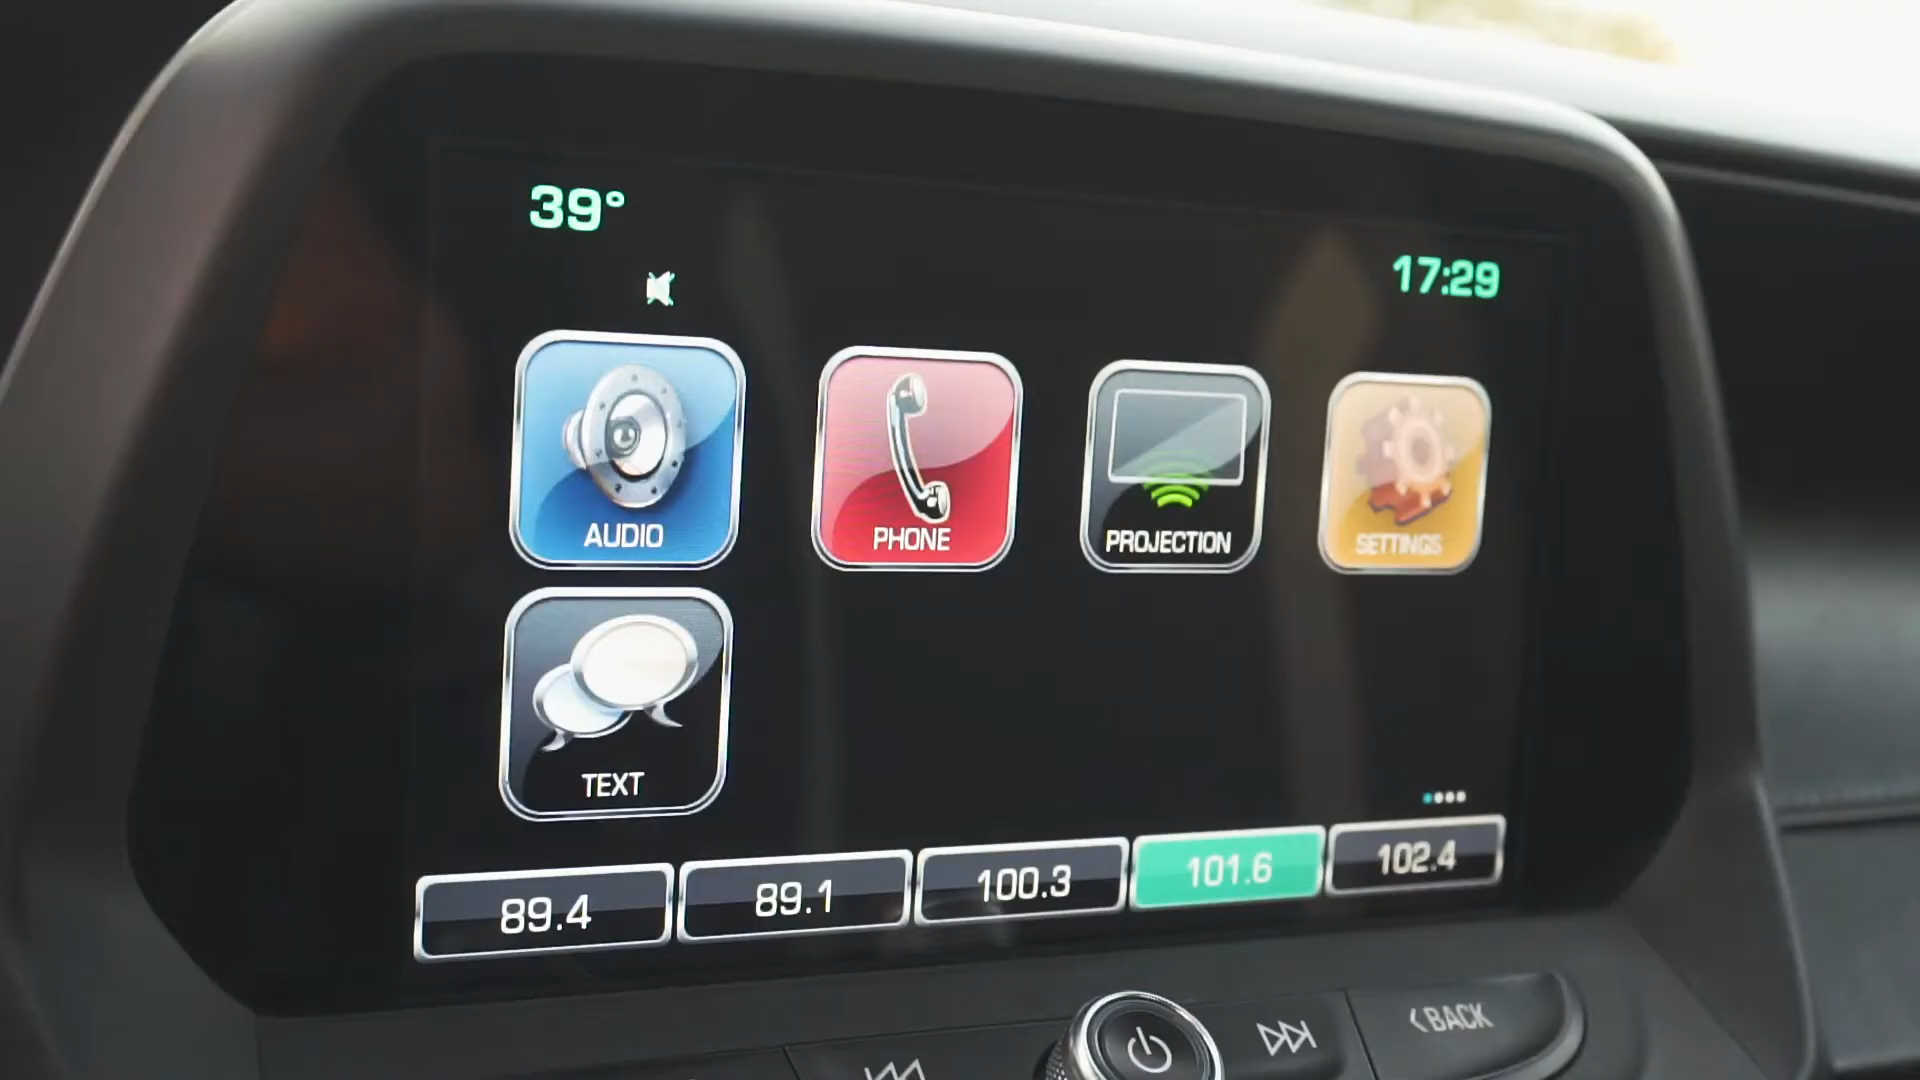 39°
17:29
AUDIO
PHONE
PROJECTION
SETTINGS
TEXT
89.4
89.1
100.3
101.6
102.4
BACK